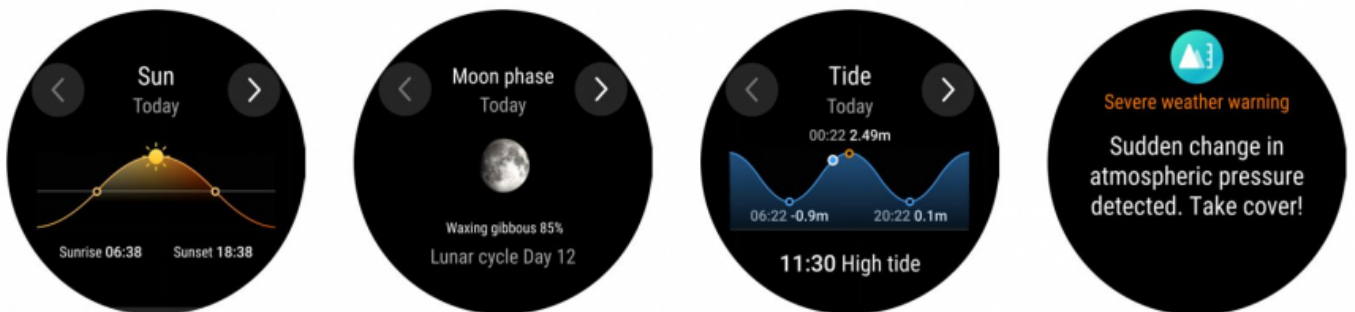 Sun
Today
Sunrise 06:38 Sunset 18:38
Moon phase
Today
Waxing gibbous 85%
Lunar cycle Day 12
Tide
Today
00:22 2.49m
06:22 -0.9m 20:22 0.1m
11:30 High tide
Severe weather warning
Sudden change in
atmospheric pressure
detected. Take cover!